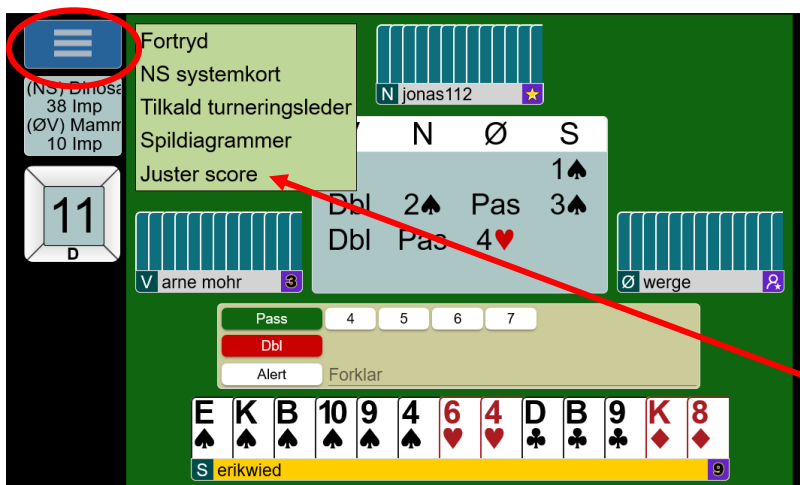 Fortryd
NS systemkort
Tilkald turneringsleder
Spildiagrammer
Juster score
(NS) Dinosa
38 Imp
(ØV) Mamm
10 Imp
11
D
N jonas112
N Ø S
1♠
Dbl 2♠ Pas 3♠
Dbl Pas 4♥
V arne mohr 3
Ø werge
Pass 4 5 6 7
Dbl
Alert Forklar
E K B 10 9 4 6 4 D B 9 K 8
♠ ♠ ♠ ♠ ♠ ♠ ♥ ♥ ♣ ♣ ♣ ♦ ♦
S erikwied 9